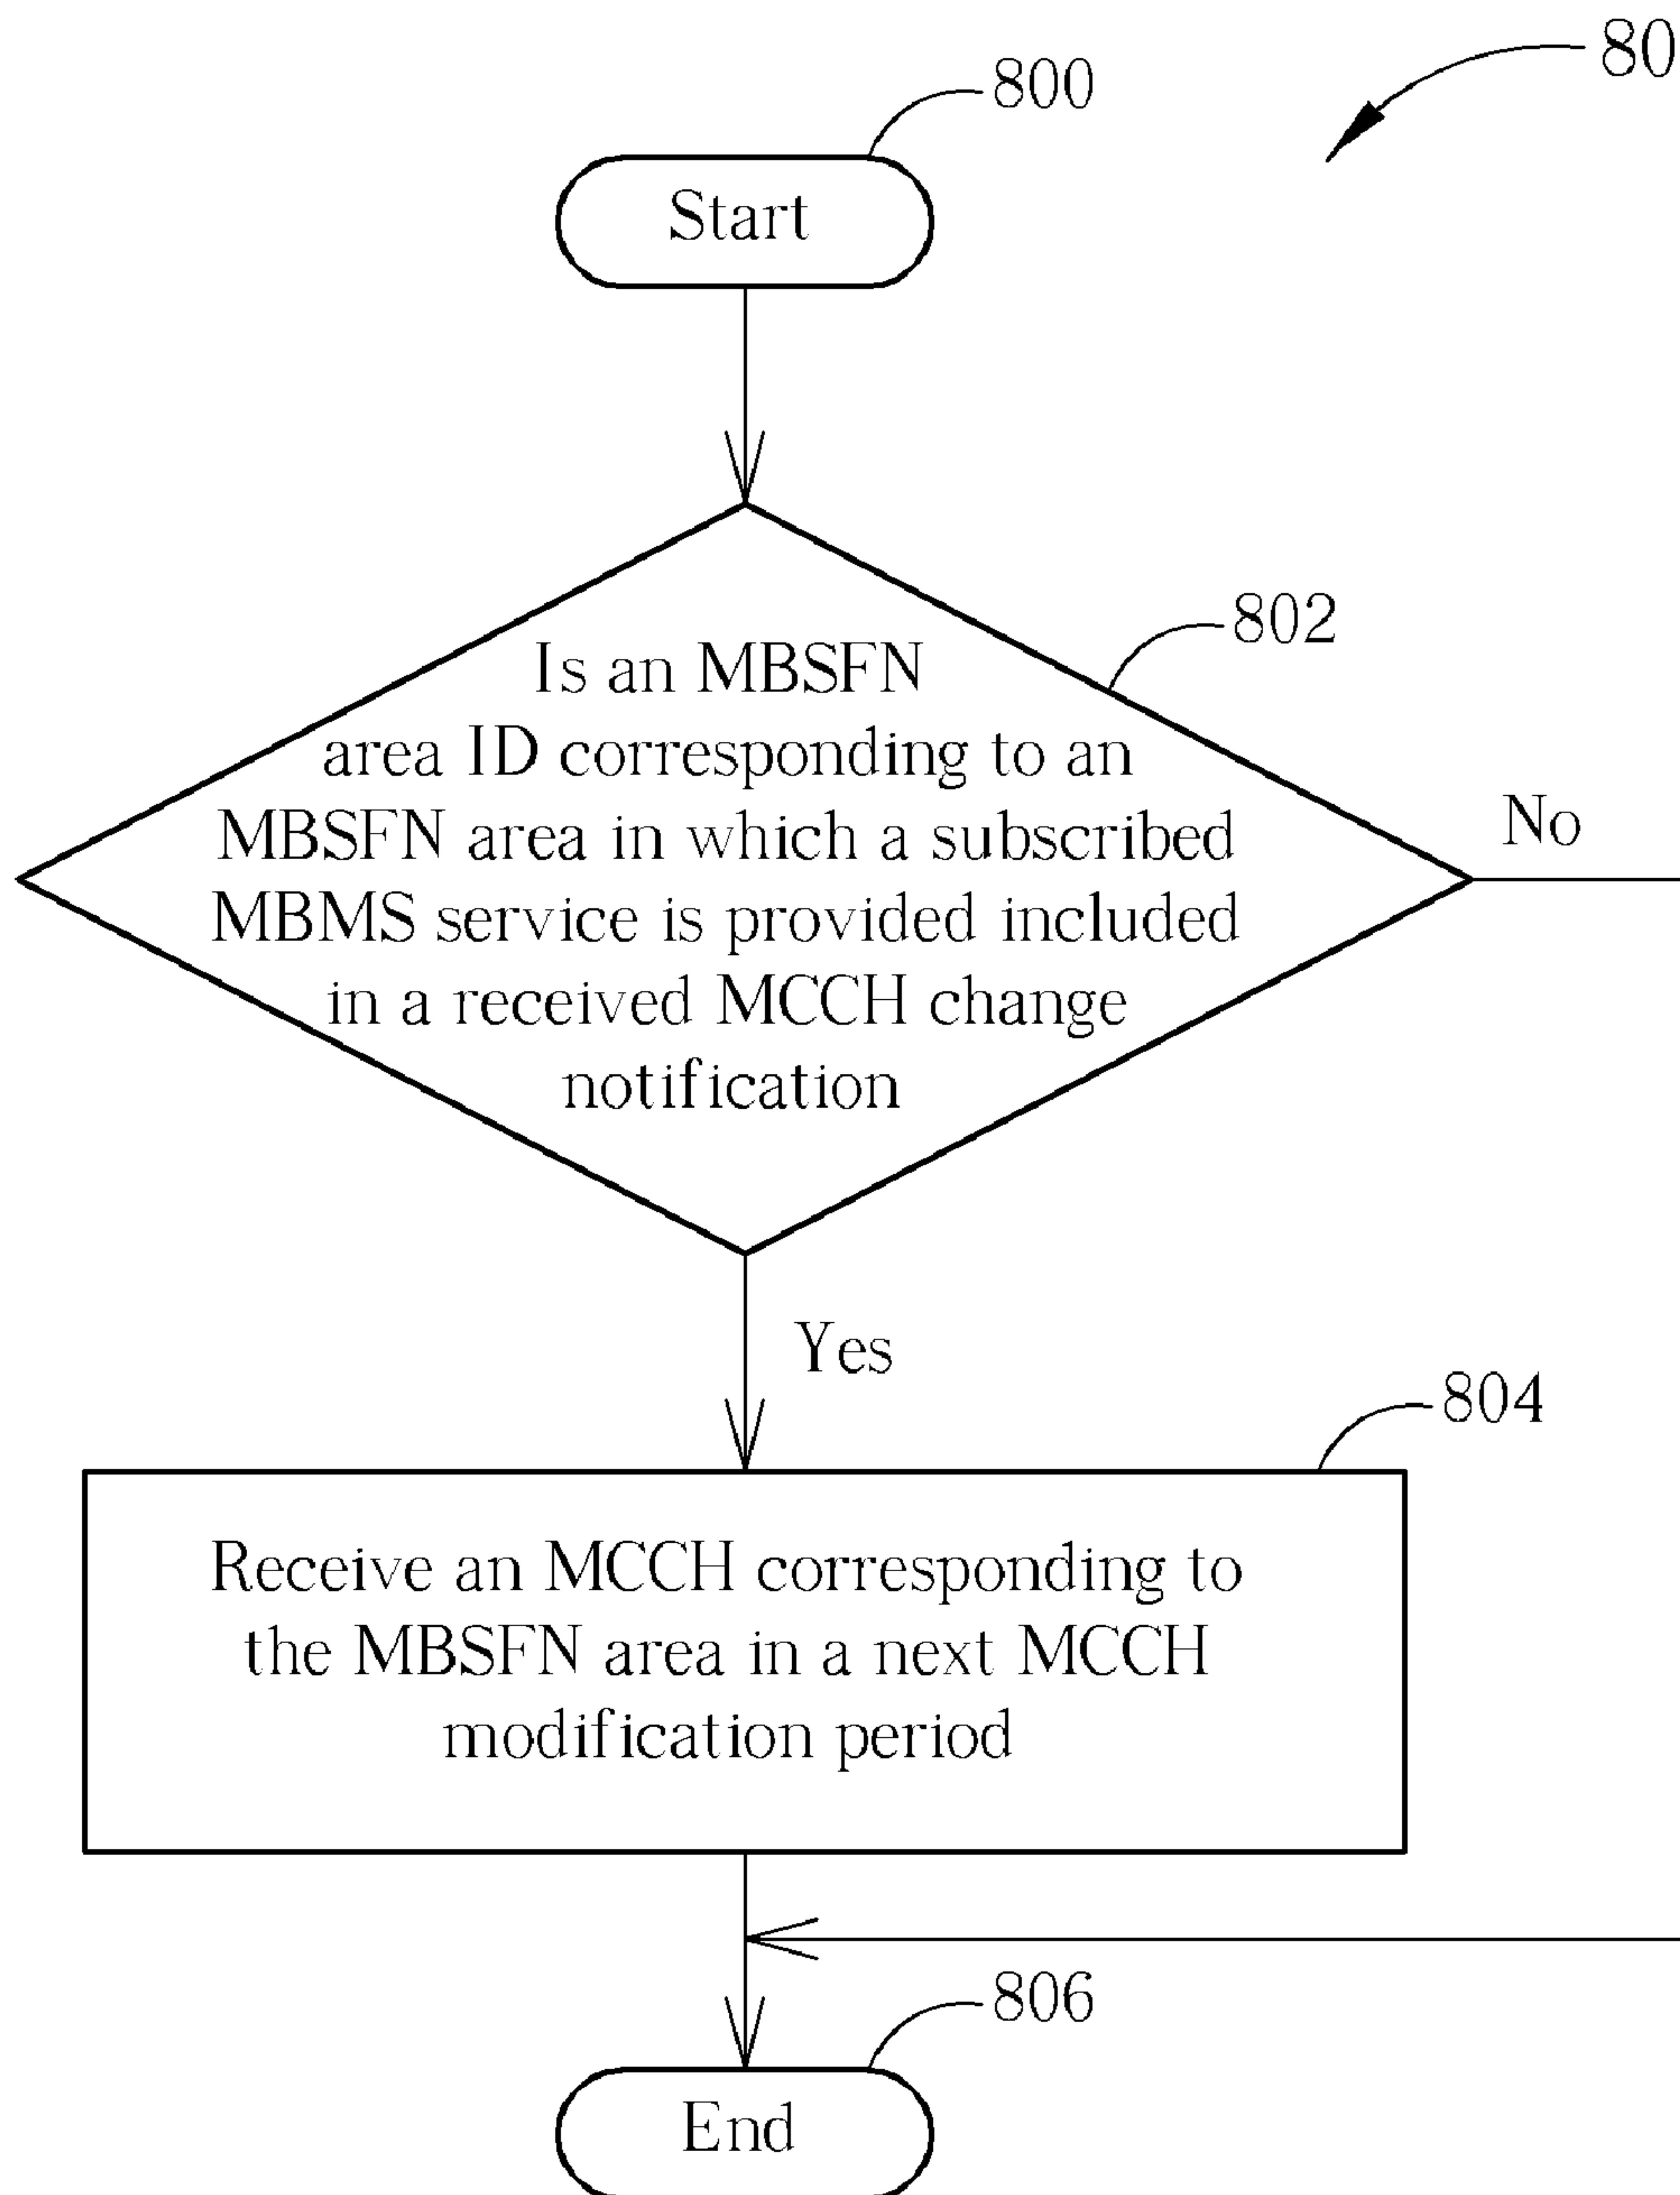 80
800
Start
802
Is an MBSFN
area ID corresponding to an
MBSFN area in which a subscribed
MBMS service is provided included
in a received MCCH change
notification
No
Yes
804
Receive an MCCH corresponding to
the MBSFN area in a next MCCH
modification period
806
End